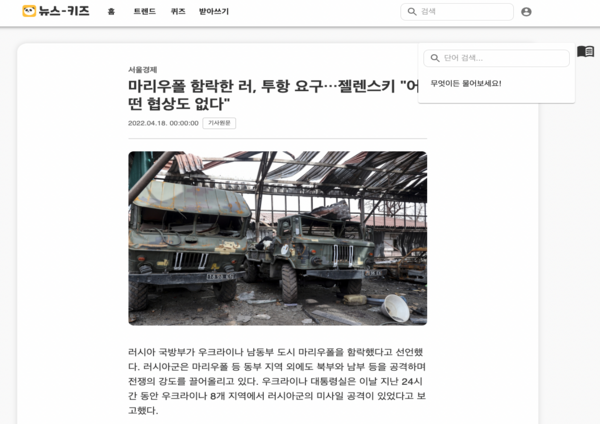 뉴스-키즈
홈
트렌드
퀴즈
받아쓰기
검색
단어 검색...
무엇이든 물어보세요!
서울경제
마리우폴 함락한 러, 투항 요구…젤렌스키 "어
떤 협상도 없다"
2022.04.18. 00:00:00
기사원문
러시아 국방부가 우크라이나 남동부 도시 마리우폴을 함락했다고 선언했
다. 러시아군은 마리우폴 등 동부 지역 외에도 북부와 남부 등을 공격하며
전쟁의 강도를 끌어올리고 있다. 우크라이나 대통령실은 이날 지난 24시
간 동안 우크라이나 8개 지역에서 러시아군의 미사일 공격이 있었다고 보
고했다.